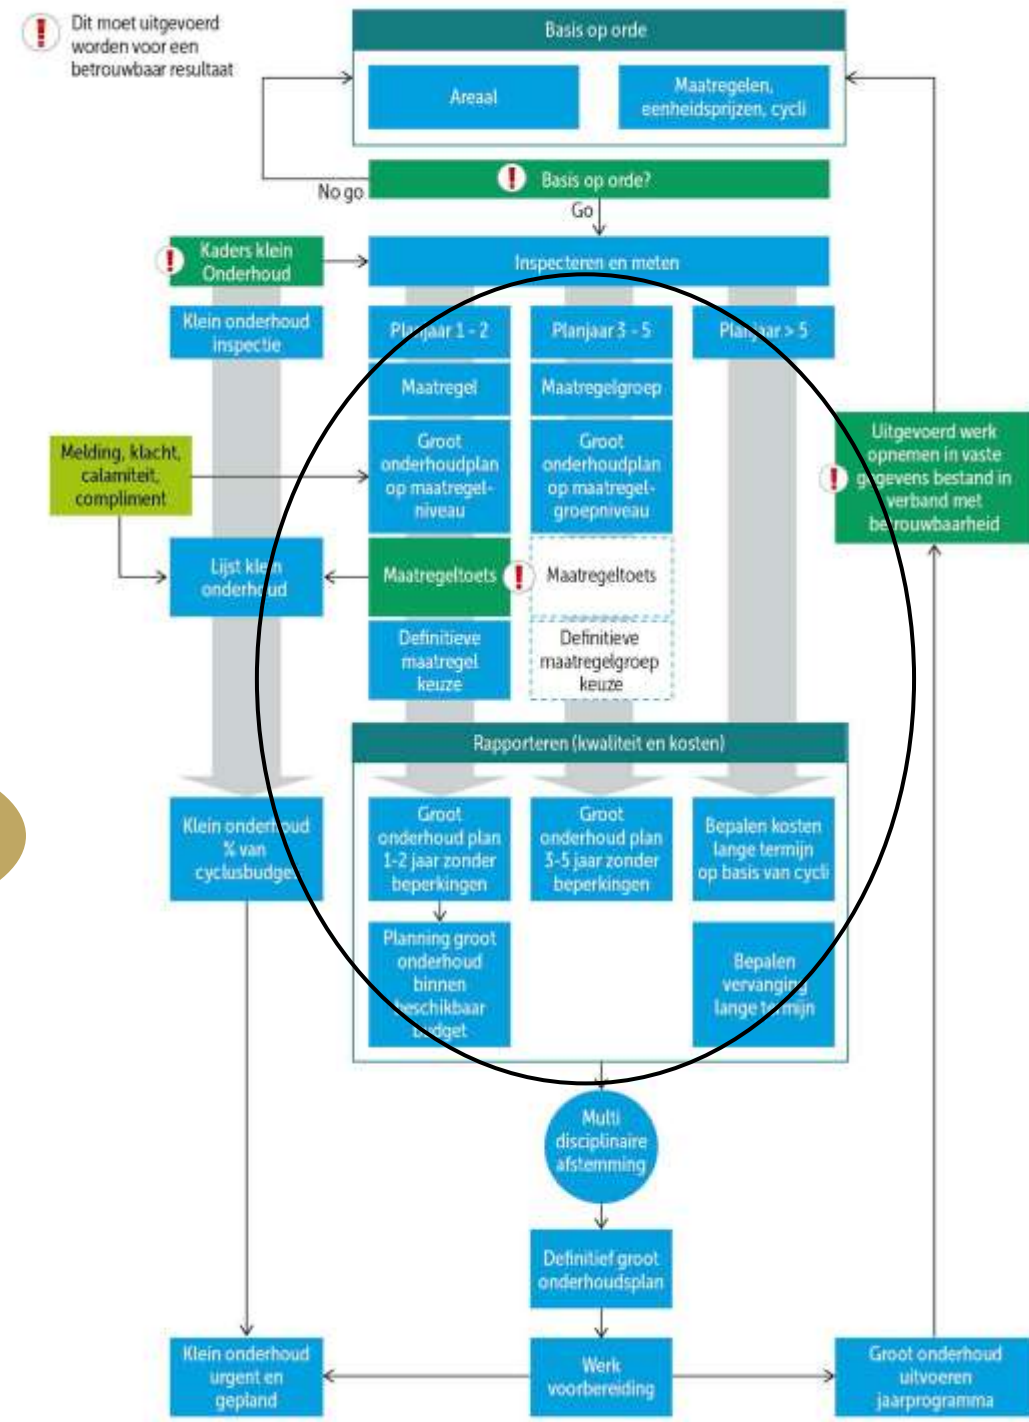 Dit moet uitgevoerd
worden voor een
betrouwbaar resultaat
Basis op orde
Areaal
Maatregelen,
eenheidsprijzen, cycli
No go
Basis op orde?
Go
Kaders klein
Onderhoud
Inspecteren en meten
Klein onderhoud
inspectie
Planjaar 1 - 2
Planjaar 3 - 5
Planjaar > 5
Maatregel
Maatregelgroep
Groot
onderhoudplan
op maatregel-
niveau
Groot
onderhoudplan
op maatregel-
groepniveau
Melding, klacht,
calamiteit,
compliment
Uitgevoerd werk
opnemen in vaste
gegevens bestand in
verband met
betrouwbaarheid
Lijst klein
onderhoud
Maatregeltoets
Maatregeltoets
Definitieve
maatregel
keuze
Definitieve
maatregelgroep
keuze
Rapporteren (kwaliteit en kosten)
Klein onderhoud
% van
cyclusbudget
Groot
onderhoud plan
1-2 jaar zonder
beperkingen
Groot
onderhoud plan
3-5 jaar zonder
beperkingen
Bepalen kosten
lange termijn
op basis van cycli
Planning groot
onderhoud
binnen
beschikbaar
budget
Bepalen
vervanging
lange termijn
Multi
disciplinaire
afstemming
Definitief groot
onderhoudsplan
Klein onderhoud
urgent en
gepland
Werk
voorbereiding
Groot onderhoud
uitvoeren
jaarprogramma